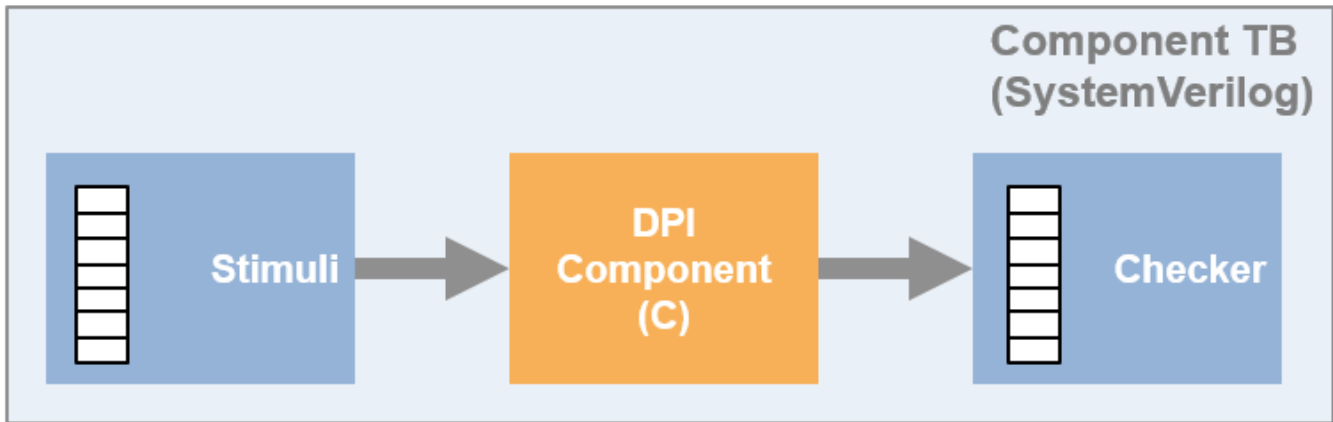 Component TB
(SystemVerilog)
Stimuli
DPI
Component
(C)
Checker